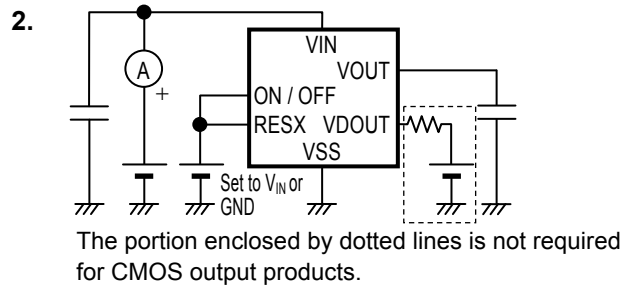 2.
VIN
VOUT
A
+
ON / OFF
RESX VDOUT
VSS
Set to VIN or
GND
The portion enclosed by dotted lines is not required
for CMOS output products.